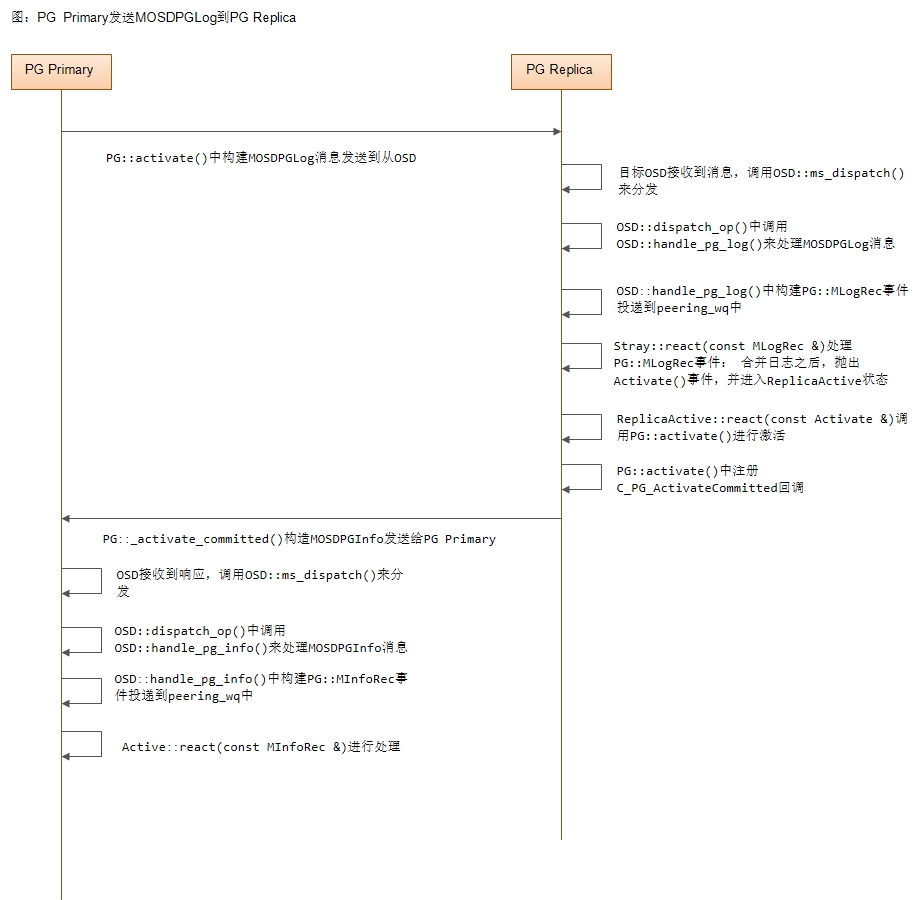 图：PG Primary发送MOSDPGLog到PG Replica
PG Primary
PG Replica
PG::activate()中构建MOSDPGLog消息发送到从OSD
目标OSD接收到消息，调用OSD::ms_dispatch()
来分发
OSD::dispatch_op()中调用
OSD::handle_pg_log()来处理MOSDPGLog消息
OSD::handle_pg_log()中构建PG::MLogRec事件
投递到peering_wq中
Stray::react(const MLogRec &)处理
PG::MLogRec事件： 合并日志之后，抛出
Activate()事件，并进入ReplicaActive状态
ReplicaActive::react(const Activate &)调
用PG::activate()进行激活
PG::activate()中注册
C_PG_ActivateCommitted回调
PG::_activate_committed()构造MOSDPGInfo发送给PG Primary
OSD接收到响应，调用OSD::ms_dispatch()来分
发
OSD::dispatch_op()中调用
OSD::handle_pg_info()来处理MOSDPGInfo消息
OSD::handle_pg_info()中构建PG::MInfoRec事
件投递到peering_wq中
Active::react(const MInfoRec &)进行处理